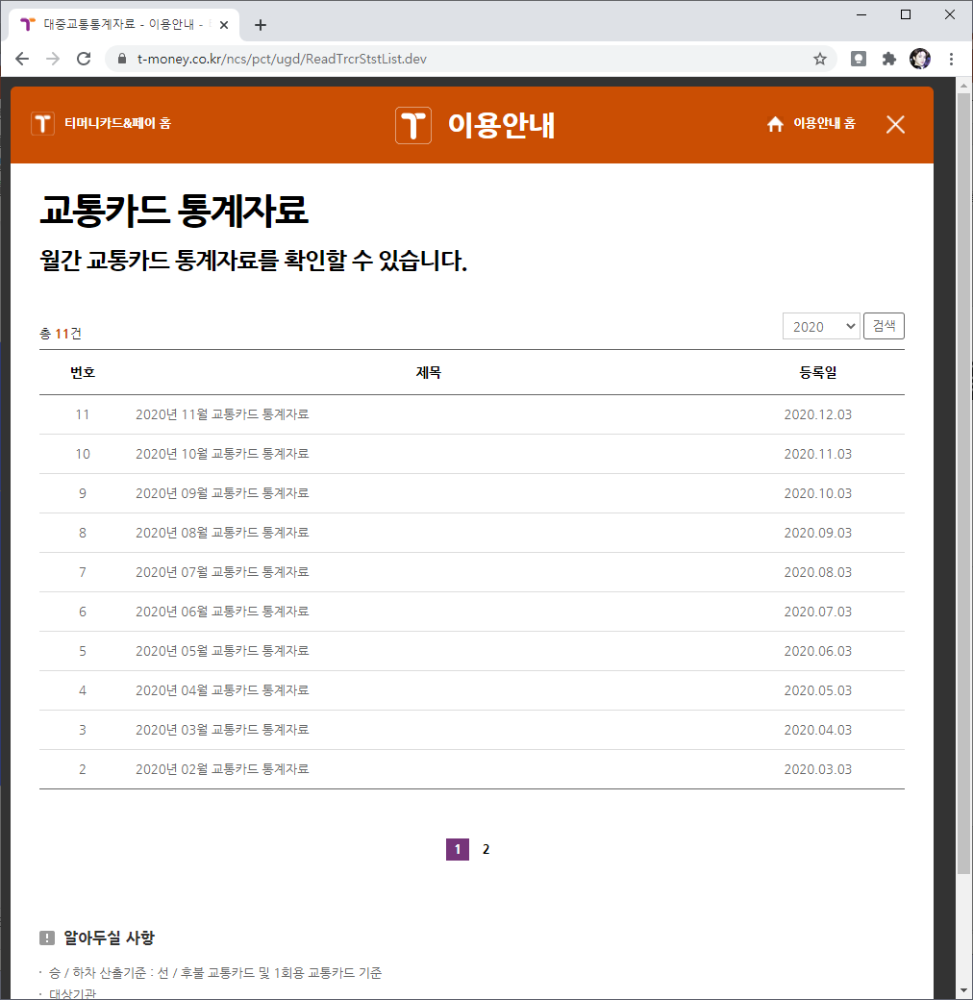 대중교통통계자료 - 이용안내 -
t-money.co.kr/ncs/pct/ugd/ReadTrcrStstList.dev
티머니카드&페이 홈
이용안내
이용안내 홈
교통카드 통계자료
월간 교통카드 통계자료를 확인할 수 있습니다.
총 11건
2020
검색
번호 제목 등록일
11 2020년 11월 교통카드 통계자료 2020.12.03
10 2020년 10월 교통카드 통계자료 2020.11.03
9 2020년 09월 교통카드 통계자료 2020.10.03
8 2020년 08월 교통카드 통계자료 2020.09.03
7 2020년 07월 교통카드 통계자료 2020.08.03
6 2020년 06월 교통카드 통계자료 2020.07.03
5 2020년 05월 교통카드 통계자료 2020.06.03
4 2020년 04월 교통카드 통계자료 2020.05.03
3 2020년 03월 교통카드 통계자료 2020.04.03
2 2020년 02월 교통카드 통계자료 2020.03.03
1 2
알아두실 사항
· 승 / 하차 산출기준 : 선 / 후불 교통카드 및 1회용 교통카드 기준
· 대상기관